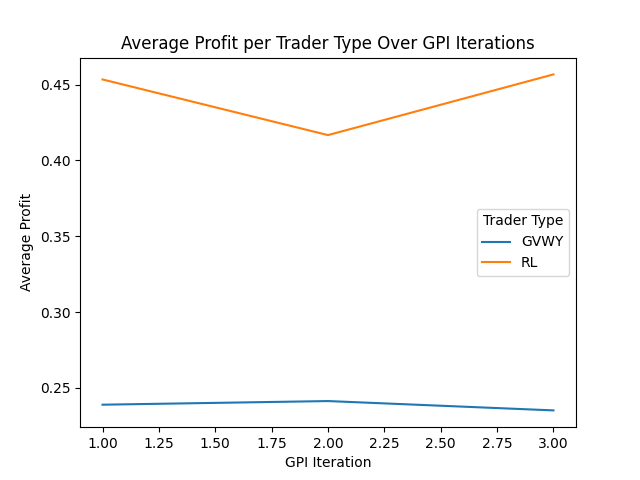 Average Profit per Trader Type Over GPI Iterations
0.45
0.40
0.35
0.30
0.25
Average Profit
Trader Type
GVWY
RL
1.00 1.25 1.50 1.75 2.00 2.25 2.50 2.75 3.00
GPI Iteration